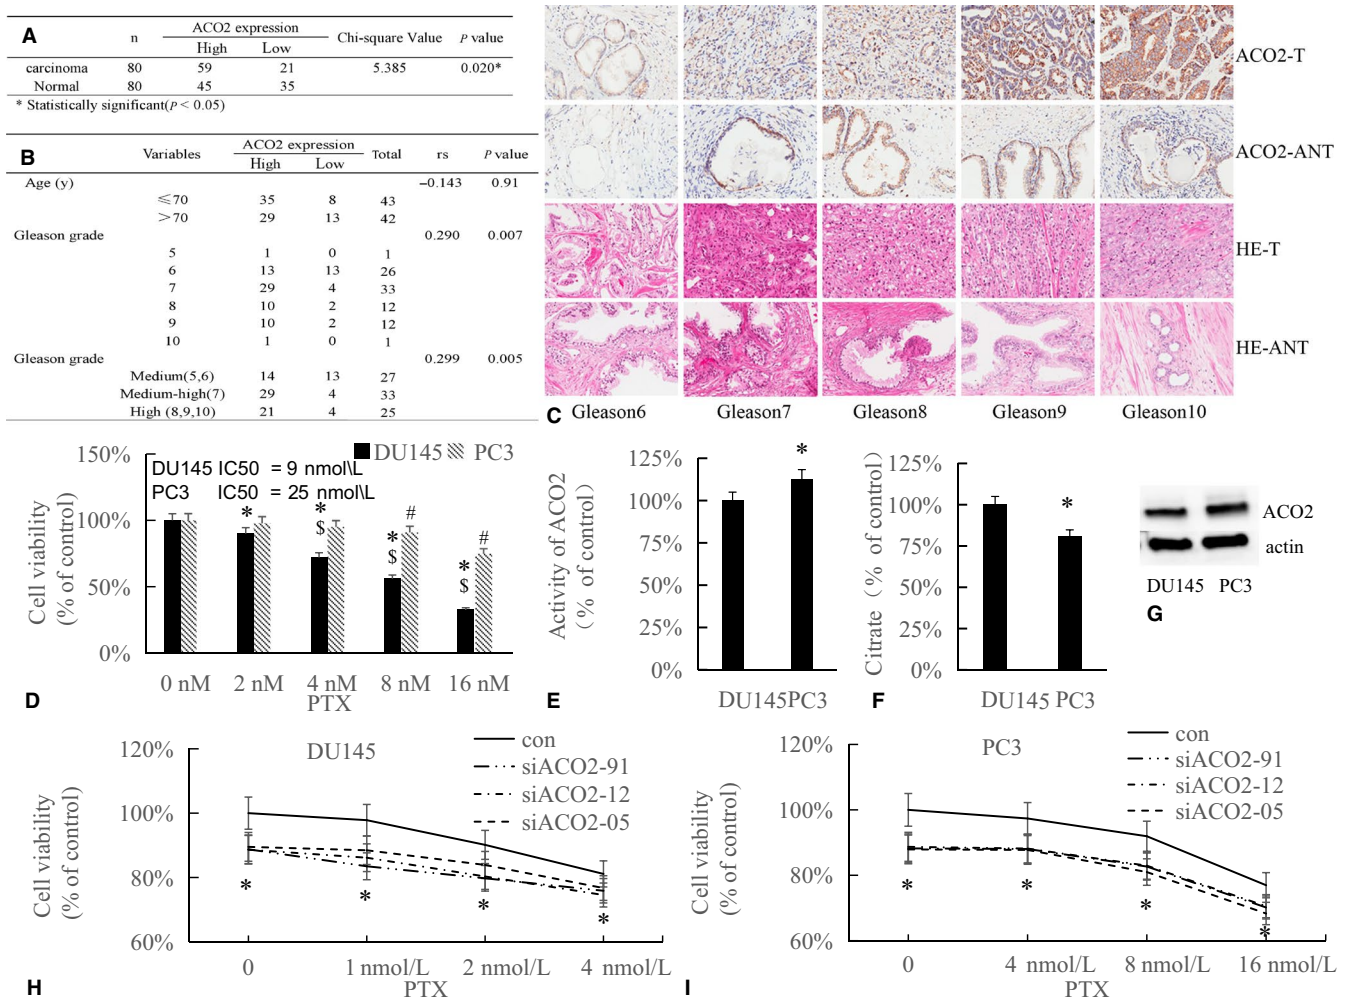 A
n
ACO2 expression
Chi-square Value
P value
High
Low
carcinoma 80 59 21 5.385 0.020*
Normal 80 45 35
* Statistically significant(P < 0.05)
B
Variables
ACO2 expression
Total
rs
P value
High
Low
Age (y) −0.143 0.91
≤70 35 8 43
>70 29 13 42
Gleason grade 0.290 0.007
5 1 0 1
6 13 13 26
7 29 4 33
8 10 2 12
9 10 2 12
10 1 0 1
Gleason grade 0.299 0.005
Medium(5,6) 14 13 27
Medium-high(7) 29 4 33
High (8,9,10) 21 4 25
ACO2-T
ACO2-ANT
HE-T
HE-ANT
C
Gleason6 Gleason7 Gleason8 Gleason9 Gleason10
DU145 PC3
DU145 IC50 = 9 nmol\L
PC3 IC50 = 25 nmol\L
150%
100%
50%
0%
Cell viability
(% of control)
* * $ * $ # * $ #
0 nM 2 nM 4 nM 8 nM 16 nM
PTX
D
125%
100%
75%
50%
25%
0%
Activity of ACO2
(% of control)
*
DU145PC3
E
125%
100%
75%
50%
25%
0%
Citrate (% of control)
*
DU145 PC3
F
ACO2
actin
DU145 PC3
G
DU145
con
siACO2-91
siACO2-12
siACO2-05
120%
100%
80%
60%
Cell viability
(% of control)
* * * *
0 1 nmol/L 2 nmol/L 4 nmol/L
PTX
H
PC3
con
siACO2-91
siACO2-12
siACO2-05
120%
100%
80%
60%
Cell viability
(% of control)
* * * *
0 4 nmol/L 8 nmol/L 16 nmol/L
PTX
I